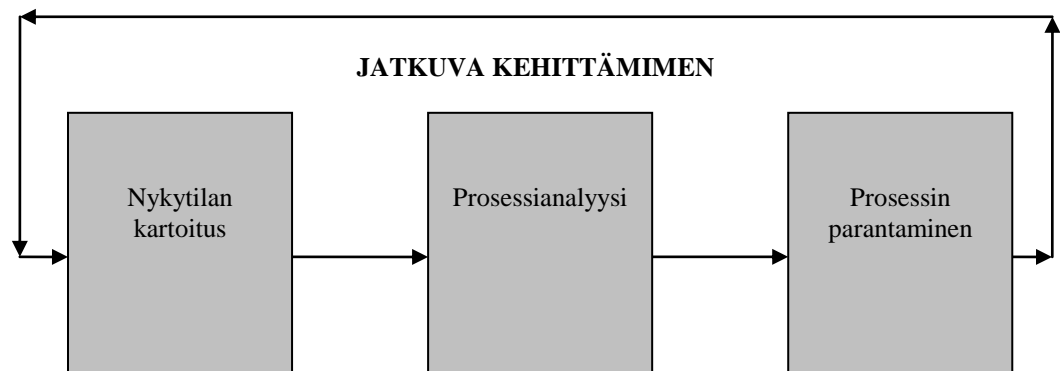 JATKUVA KEHITTÄMIMEN
Nykytilan
kartoitus
Prosessianalyysi
Prosessin
parantaminen